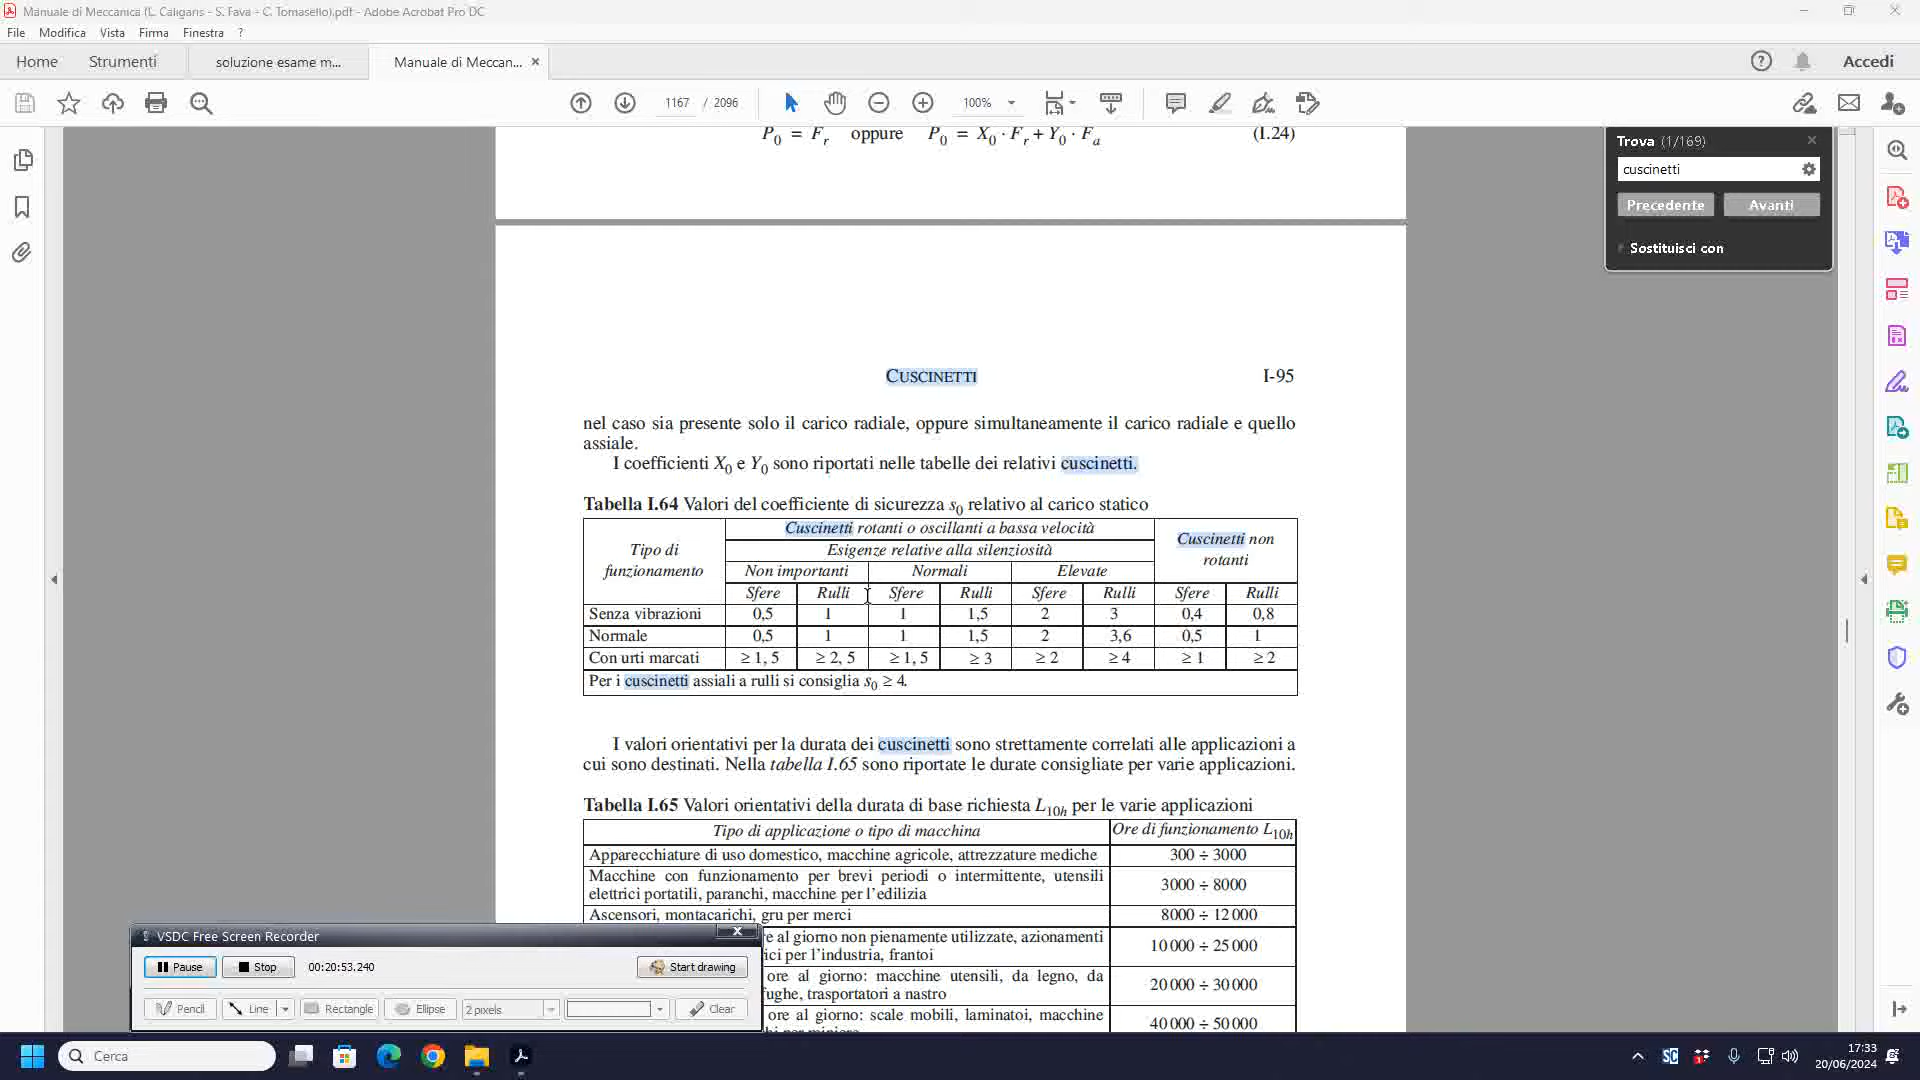 Manuale di Meccanica (L. Caligaris - S. Fava - C. Tomasello).pdf - Adobe Acrobat Pro DC
File Modifica Vista Firma Finestra ?
Home Strumenti soluzione esame m... Manuale di Meccan... × Accedi
1167 / 2096 100%
P0 = Fr oppure P0 = X0 · Fr + Y0 · Fa (I.24)
Trova (1/169)
cuscinetti
Precedente Avanti
Sostituisci con
CUSCINETTI I-95
nel caso sia presente solo il carico radiale, oppure simultaneamente il carico radiale e quello
assiale.
I coefficienti X0 e Y0 sono riportati nelle tabelle dei relativi cuscinetti.
Tabella I.64 Valori del coefficiente di sicurezza s0 relativo al carico statico
Tipo di funzionamento
Cuscinetti rotanti o oscillanti a bassa velocità
Cuscinetti non rotanti
Esigenze relative alla silenziosità
Non importanti Normali Elevate
Sfere Rulli Sfere Rulli Sfere Rulli Sfere Rulli
Senza vibrazioni 0,5 1 1 1,5 2 3 0,4 0,8
Normale 0,5 1 1 1,5 2 3,6 0,5 1
Con urti marcati ≥ 1, 5 ≥ 2, 5 ≥ 1, 5 ≥ 3 ≥ 2 ≥ 4 ≥ 1 ≥ 2
Per i cuscinetti assiali a rulli si consiglia s0 ≥ 4.
I valori orientativi per la durata dei cuscinetti sono strettamente correlati alle applicazioni a
cui sono destinati. Nella tabella I.65 sono riportate le durate consigliate per varie applicazioni.
Tabella I.65 Valori orientativi della durata di base richiesta L10h per le varie applicazioni
Tipo di applicazione o tipo di macchina Ore di funzionamento L10h
Apparecchiature di uso domestico, macchine agricole, attrezzature mediche 300 ÷ 3000
Macchine con funzionamento per brevi periodi o intermittente, utensili
elettrici portatili, paranchi, macchine per l'edilizia 3000 ÷ 8000
Ascensori, montacarichi, gru per merci 8000 ÷ 12 000
re al giorno non pienamente utilizzate, azionamenti
ici per l'industria, frantoi 10 000 ÷ 25 000
ore al giorno: macchine utensili, da legno, da
fughe, trasportatori a nastro 20 000 ÷ 30 000
ore al giorno: scale mobili, laminatoi, macchine
40 000 ÷ 50 000
VSDC Free Screen Recorder
Pause Stop 00:20:53.240 Start drawing
Pencil Line Rectangle Ellipse 2 pixels Clear
Cerca
17:33
20/06/2024